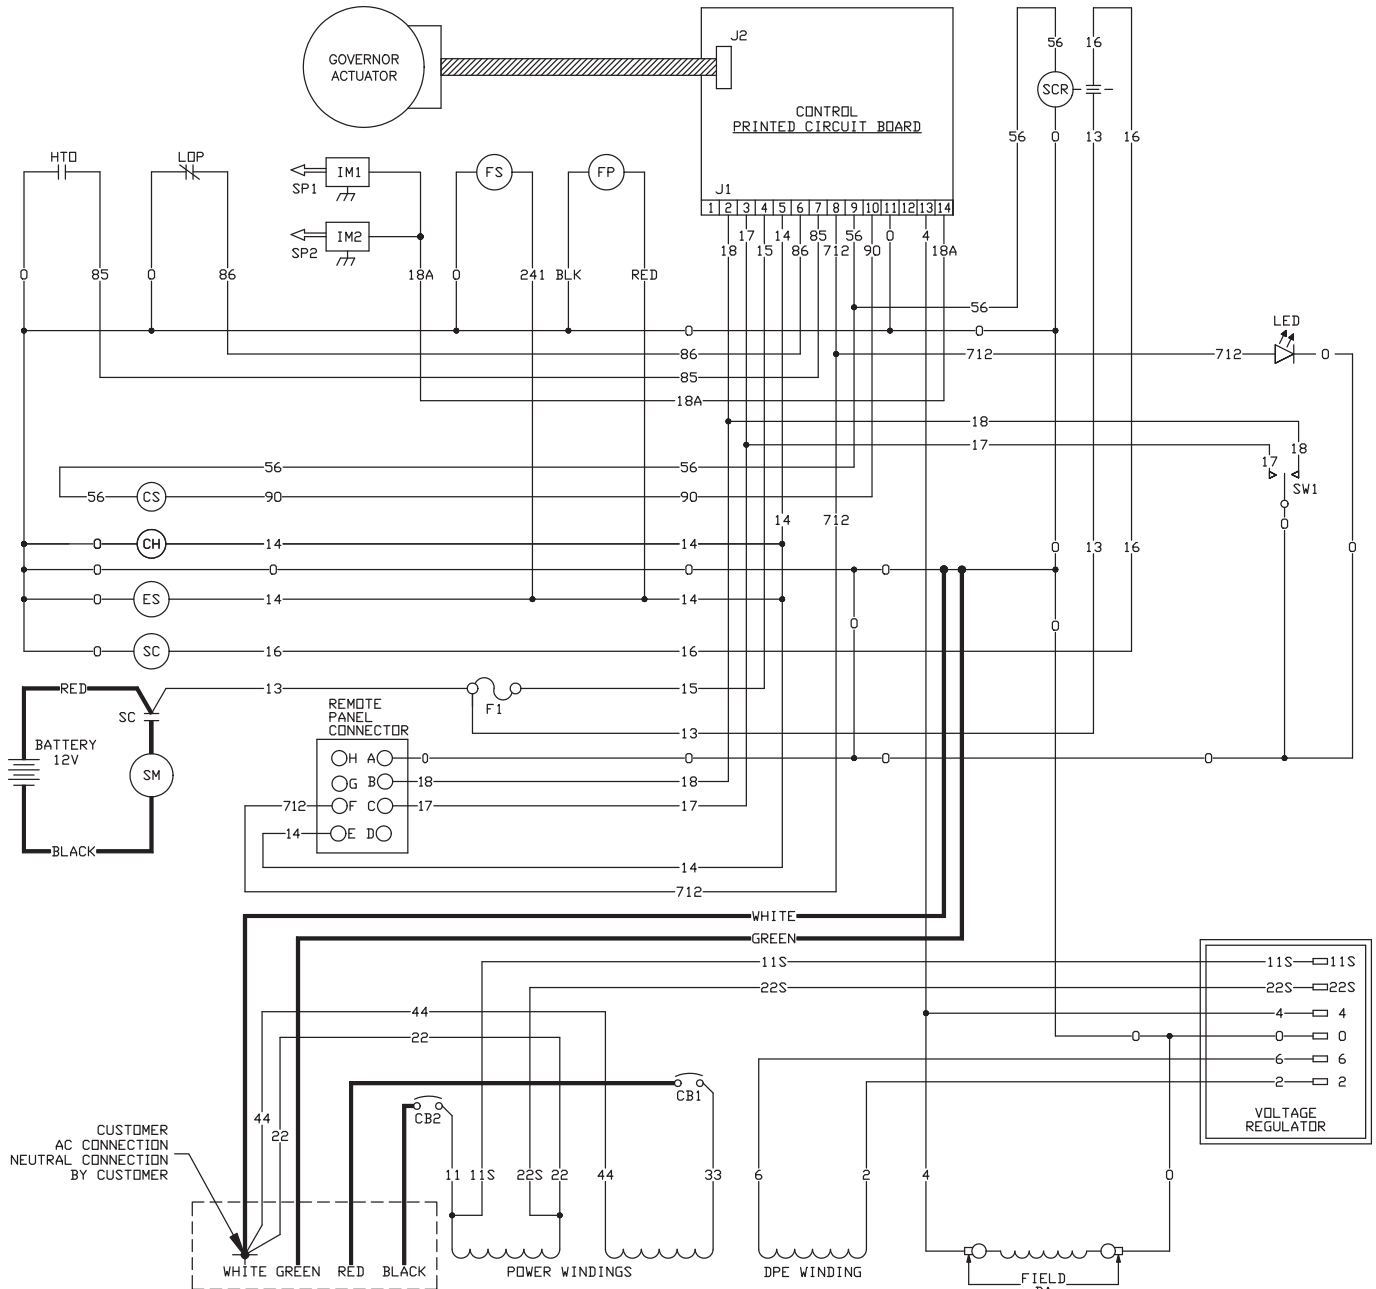 J2
56
16
GOVERNOR
ACTUATOR
SCR
CONTROL
PRINTED CIRCUIT BOARD
56
0
13
16
HTO
LOP
IM1
SP1
FS
FP
J1
1 2 3 4 5 6 7 8 9 10 11 12 13 14
IM2
SP2
17
14
85
56
0
4
18
15
86
712
90
18A
0
85
0
86
18A
0
241
BLK
RED
56
LED
0
0
86
712
712
0
85
18A
18
17
18
17
SW1
56
56
56
CS
90
90
14
712
0
0
CH
14
14
0
13
16
0
0
0
0
0
0
ES
14
14
0
0
0
SC
16
16
RED
13
15
F1
SC
REMOTE
PANEL
CONNECTOR
13
BATTERY
12V
SM
H A
0
0
0
0
G B
18
18
712
F C
17
17
14
E D
BLACK
14
712
WHITE
GREEN
11S
11S
11S
22S
22S
22S
44
4
4
22
0
0
0
6
6
CB1
2
2
CB2
44
22
VOLTAGE
REGULATOR
CUSTOMER
AC CONNECTION
NEUTRAL CONNECTION
BY CUSTOMER
11
11S
22S
22
44
33
6
2
4
0
WHITE
GREEN
RED
BLACK
POWER WINDINGS
DPE WINDING
FIELD